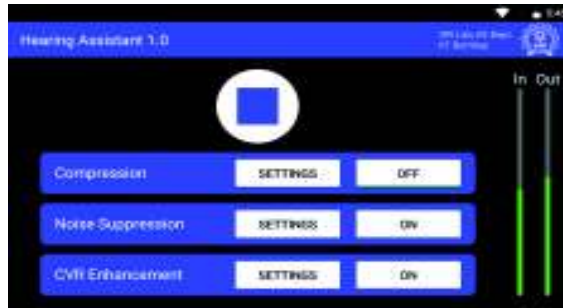 Hearing Assistant 1.0
In Out
Compression SETTINGS OFF
Noise Suppression SETTINGS ON
CVR Enhancement SETTINGS ON